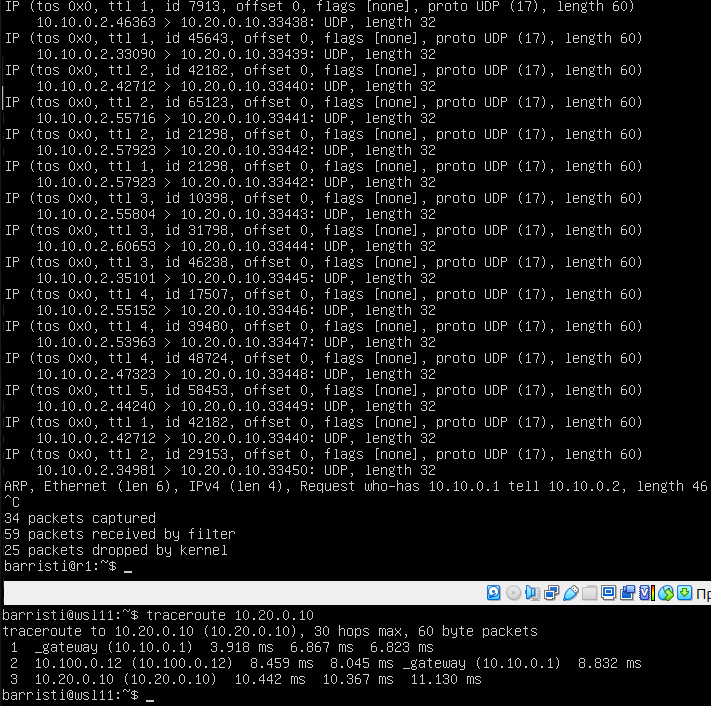 IP (tos 0x0, ttl 1, id 7913, offset 0, flags [none], proto UDP (17), length 60)
10.10.0.2.46363 > 10.20.0.10.33438: UDP, length 32
IP (tos 0x0, ttl 1, id 45643, offset 0, flags [none], proto UDP (17), length 60)
10.10.0.2.33090 > 10.20.0.10.33439: UDP, length 32
IP (tos 0x0, ttl 2, id 42182, offset 0, flags [none], proto UDP (17), length 60)
10.10.0.2.42712 > 10.20.0.10.33440: UDP, length 32
IP (tos 0x0, ttl 2, id 65123, offset 0, flags [none], proto UDP (17), length 60)
10.10.0.2.55716 > 10.20.0.10.33441: UDP, length 32
IP (tos 0x0, ttl 2, id 21298, offset 0, flags [none], proto UDP (17), length 60)
10.10.0.2.57923 > 10.20.0.10.33442: UDP, length 32
IP (tos 0x0, ttl 1, id 21298, offset 0, flags [none], proto UDP (17), length 60)
10.10.0.2.57923 > 10.20.0.10.33442: UDP, length 32
IP (tos 0x0, ttl 3, id 10398, offset 0, flags [none], proto UDP (17), length 60)
10.10.0.2.55804 > 10.20.0.10.33443: UDP, length 32
IP (tos 0x0, ttl 3, id 31798, offset 0, flags [none], proto UDP (17), length 60)
10.10.0.2.60653 > 10.20.0.10.33444: UDP, length 32
IP (tos 0x0, ttl 3, id 46238, offset 0, flags [none], proto UDP (17), length 60)
10.10.0.2.35101 > 10.20.0.10.33445: UDP, length 32
IP (tos 0x0, ttl 4, id 17507, offset 0, flags [none], proto UDP (17), length 60)
10.10.0.2.55152 > 10.20.0.10.33446: UDP, length 32
IP (tos 0x0, ttl 4, id 39480, offset 0, flags [none], proto UDP (17), length 60)
10.10.0.2.53963 > 10.20.0.10.33447: UDP, length 32
IP (tos 0x0, ttl 4, id 48724, offset 0, flags [none], proto UDP (17), length 60)
10.10.0.2.47323 > 10.20.0.10.33448: UDP, length 32
IP (tos 0x0, ttl 5, id 58453, offset 0, flags [none], proto UDP (17), length 60)
10.10.0.2.44240 > 10.20.0.10.33449: UDP, length 32
IP (tos 0x0, ttl 1, id 42182, offset 0, flags [none], proto UDP (17), length 60)
10.10.0.2.42712 > 10.20.0.10.33440: UDP, length 32
IP (tos 0x0, ttl 2, id 29153, offset 0, flags [none], proto UDP (17), length 60)
10.10.0.2.34981 > 10.20.0.10.33450: UDP, length 32
ARP, Ethernet (len 6), IPv4 (len 4), Request who-has 10.10.0.1 tell 10.10.0.2, length 46
^C
34 packets captured
59 packets received by filter
25 packets dropped by kernel
barristi@r1:~$ _
Пр
barristi@wsl11:~$ traceroute 10.20.0.10
traceroute to 10.20.0.10 (10.20.0.10), 30 hops max, 60 byte packets
1 _gateway (10.10.0.1) 3.918 ms 6.867 ms 6.823 ms
2 10.100.0.12 (10.100.0.12) 8.459 ms 8.045 ms _gateway (10.10.0.1) 8.832 ms
3 10.20.0.10 (10.20.0.10) 10.442 ms 10.367 ms 11.130 ms
barristi@wsl11:~$ _